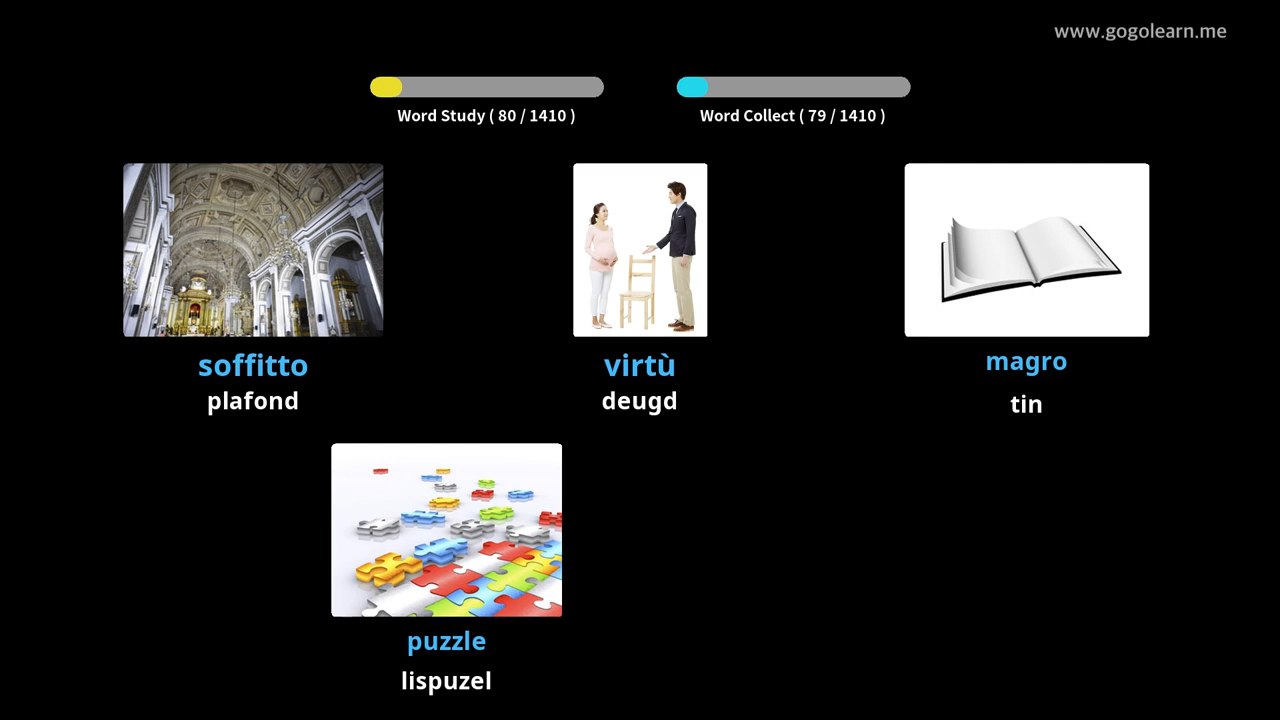 www.gogolearn.me
Word Study ( 80 / 1410 )
Word Collect ( 79 / 1410 )
soffitto
plafond
virtù
deugd
magro
tin
puzzle
lispuzel